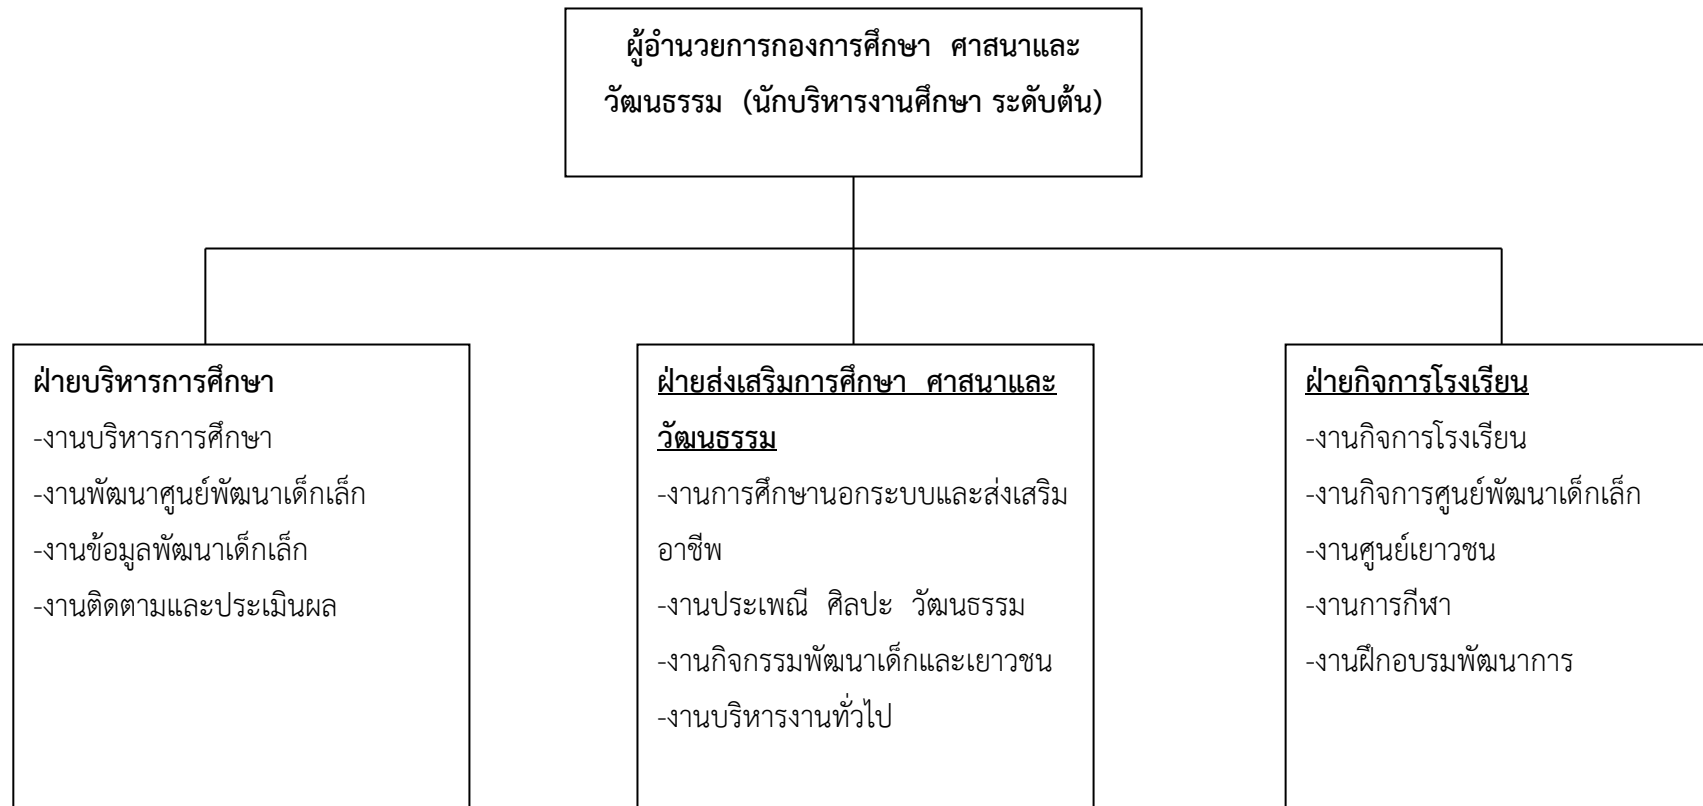 ผู้อำนวยการกองการศึกษา ศาสนาและ
วัฒนธรรม (นักบริหารงานศึกษา ระดับต้น)
ฝ่ายบริหารการศึกษา
-งานบริหารการศึกษา
-งานพัฒนาศูนย์พัฒนาเด็กเล็ก
-งานข้อมูลพัฒนาเด็กเล็ก
-งานติดตามและประเมินผล
ฝ่ายส่งเสริมการศึกษา ศาสนาและ
วัฒนธรรม
-งานการศึกษานอกระบบและส่งเสริม
อาชีพ
-งานประเพณี ศิลปะ วัฒนธรรม
-งานกิจกรรมพัฒนาเด็กและเยาวชน
-งานบริหารงานทั่วไป
ฝ่ายกิจการโรงเรียน
-งานกิจการโรงเรียน
-งานกิจการศูนย์พัฒนาเด็กเล็ก
-งานศูนย์เยาวชน
-งานการกีฬา
-งานฝึกอบรมพัฒนาการ